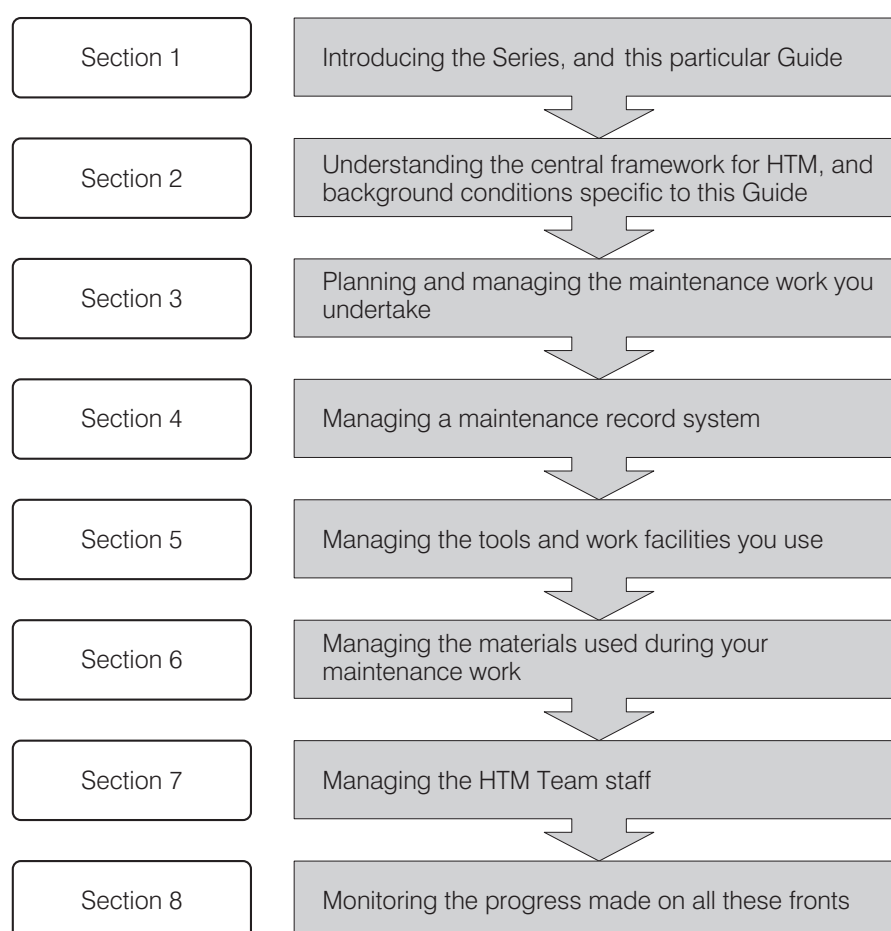 Section 1
Introducing the Series, and this particular Guide
Section 2
Understanding the central framework for HTM, and
background conditions specific to this Guide
Section 3
Planning and managing the maintenance work you
undertake
Section 4
Managing a maintenance record system
Section 5
Managing the tools and work facilities you use
Section 6
Managing the materials used during your
maintenance work
Section 7
Managing the HTM Team staff
Section 8
Monitoring the progress made on all these fronts